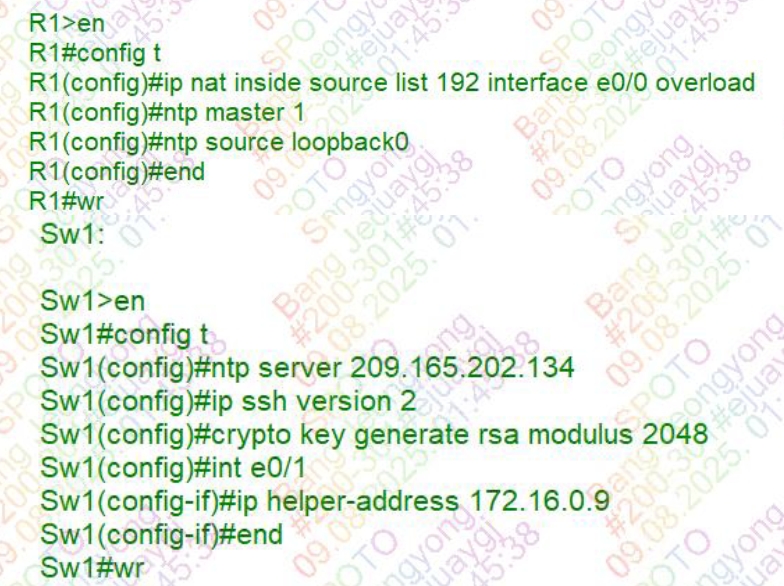 R1>en
R1#config t
R1(config)#ip nat inside source list 192 interface e0/0 overload
R1(config)#ntp master 1
R1(config)#ntp source loopback0
R1(config)#end
R1#wr
Sw1:
Sw1>en
Sw1#config t
Sw1(config)#ntp server 209.165.202.134
Sw1(config)#ip ssh version 2
Sw1(config)#crypto key generate rsa modulus 2048
Sw1(config)#int e0/1
Sw1(config-if)#ip helper-address 172.16.0.9
Sw1(config-if)#end
Sw1#wr